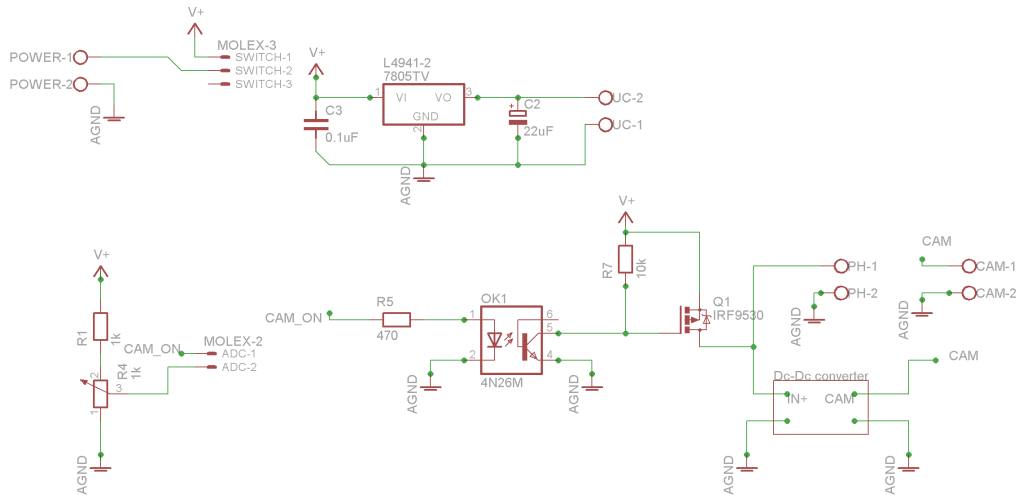 V+
MOLEX-3
POWER-1
SWITCH-1
SWITCH-2
POWER-2
SWITCH-3
AGND
V+
L4941-2
7805TV
1
VI
VO
3
GND
2
C3
0.1uF
C2
+
22uF
UC-2
UC-1
AGND
V+
R1
1k
CAM_ON
MOLEX-2
ADC-1
ADC-2
R4
1k
2
3
1
AGND
CAM_ON
R5
470
OK1
1
2
6
5
4
4N26M
AGND
AGND
V+
R7
10k
Q1
IRF9530
PH-1
PH-2
AGND
CAM
CAM-1
CAM-2
AGND
CAM
Dc-Dc converter
IN+
CAM
AGND
AGND